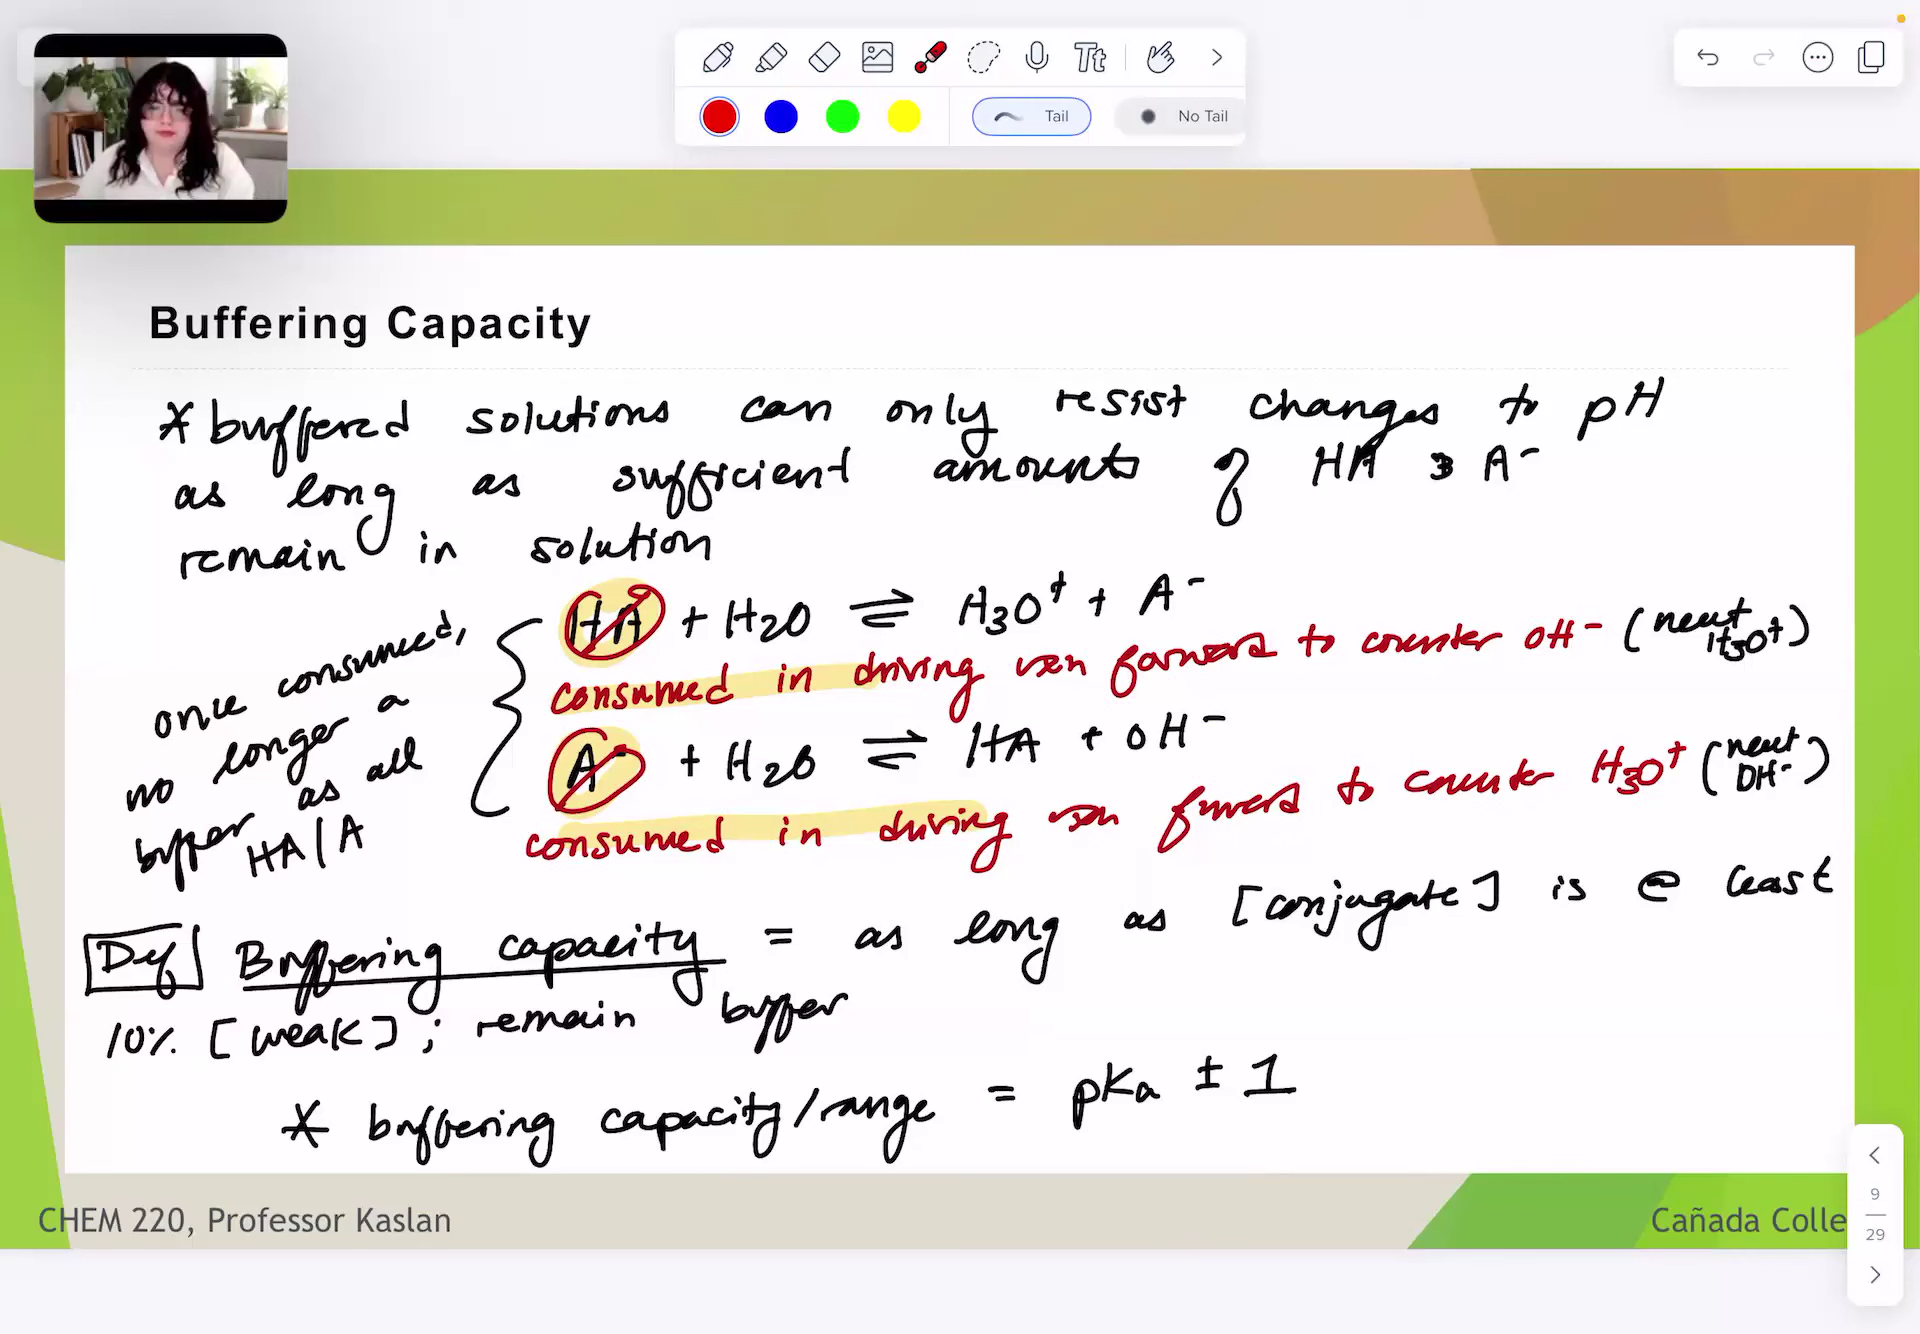 Tt
Tail
No Tail
Buffering Capacity
* buffered solutions can only resist changes to pH
as long as sufficient amounts of HA & A-
remain in solution
HA + H2O ⇌ H3O+ + A-
consumed in driving rxn forward to counter OH- (neut H3O+)
once consumed,
no longer a
buffer as all
HA/A
A- + H2O ⇌ HA + OH-
consumed in driving rxn forward to counter H3O+ (neut OH-)
Def Buffering capacity = as long as [conjugate] is @ least
10% [weak]; remain buffer
* buffering capacity/range = pKa ± 1
CHEM 220, Professor Kaslan
Cañada Colle
9
29